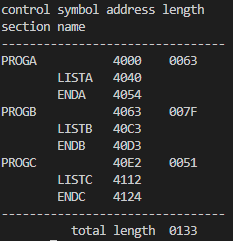 control symbol address length
section name
--------------------------------
PROGA          4000    0063
        LISTA  4040
        ENDA   4054
PROGB          4063    007F
        LISTB  40C3
        ENDB   40D3
PROGC          40E2    0051
        LISTC  4112
        ENDC   4124
--------------------------------
          total length  0133